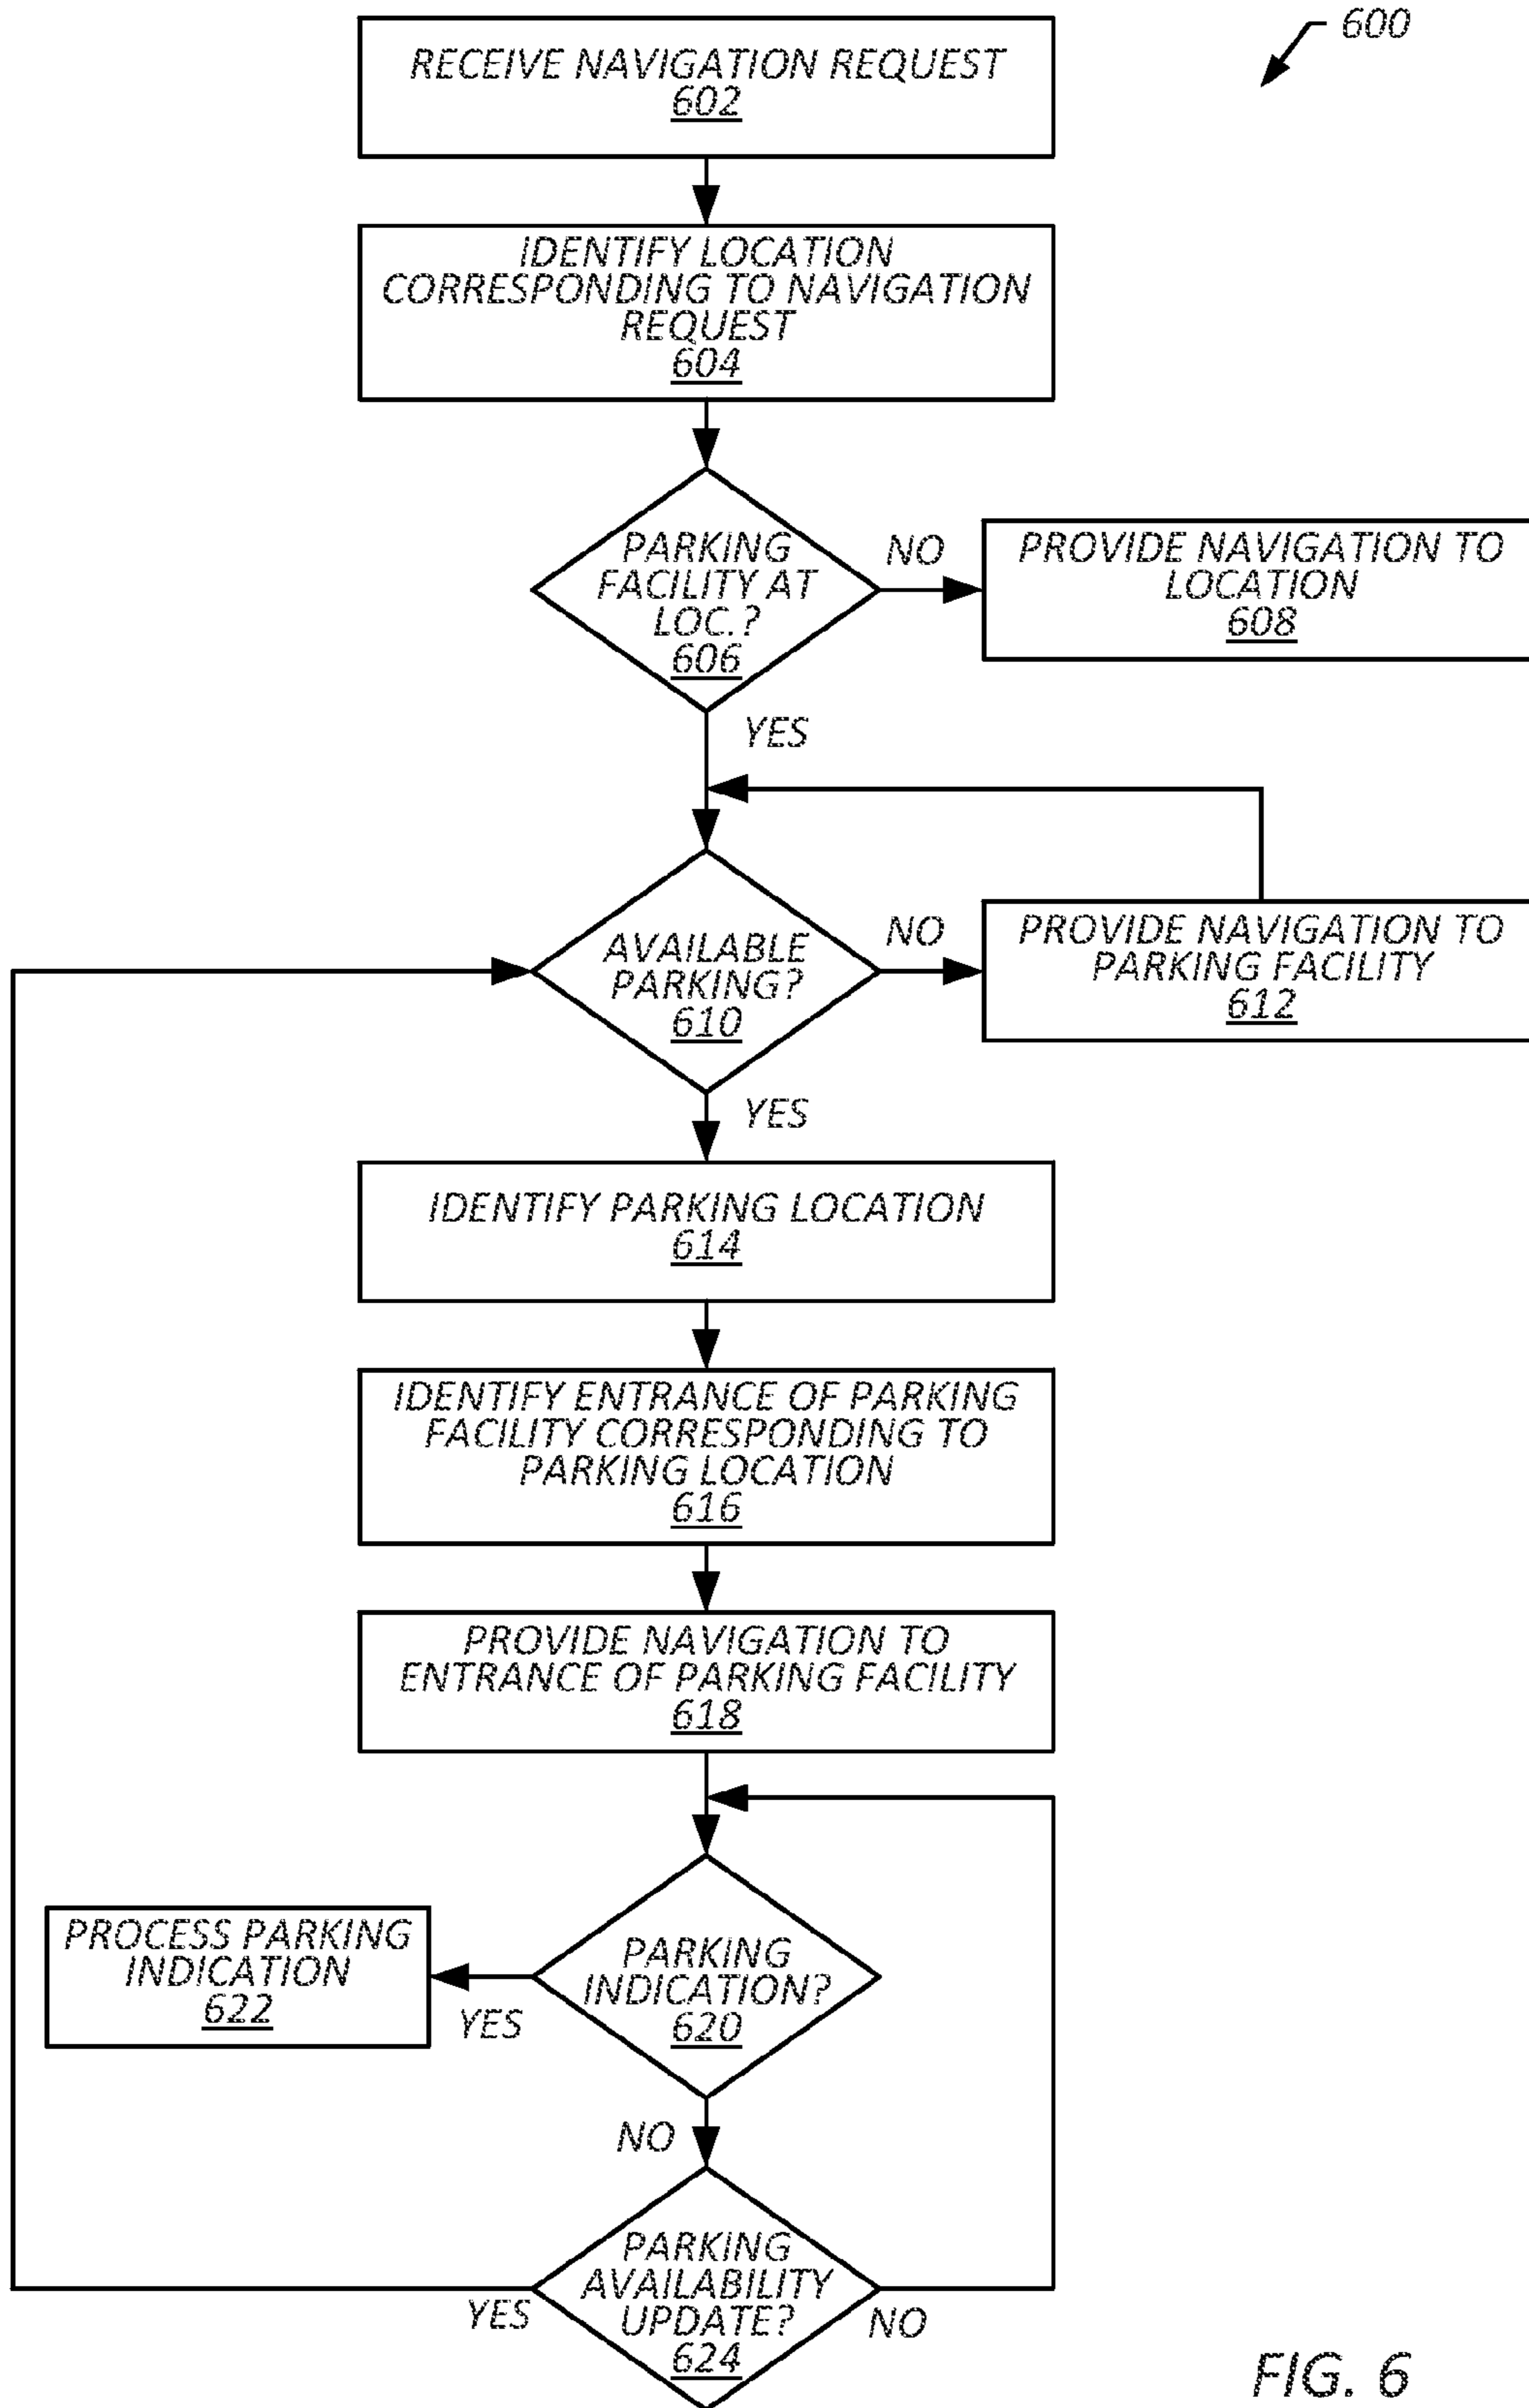 600
RECEIVE NAVIGATION REQUEST
602
IDENTIFY LOCATION
CORRESPONDING TO NAVIGATION
REQUEST
604
PARKING
FACILITY AT
LOC.?
606
NO
PROVIDE NAVIGATION TO
LOCATION
608
YES
AVAILABLE
PARKING?
610
NO
PROVIDE NAVIGATION TO
PARKING FACILITY
612
YES
IDENTIFY PARKING LOCATION
614
IDENTIFY ENTRANCE OF PARKING
FACILITY CORRESPONDING TO
PARKING LOCATION
616
PROVIDE NAVIGATION TO
ENTRANCE OF PARKING FACILITY
618
PROCESS PARKING
INDICATION
622
YES
PARKING
INDICATION?
620
NO
PARKING
AVAILABILITY
UPDATE?
624
YES
NO
FIG. 6